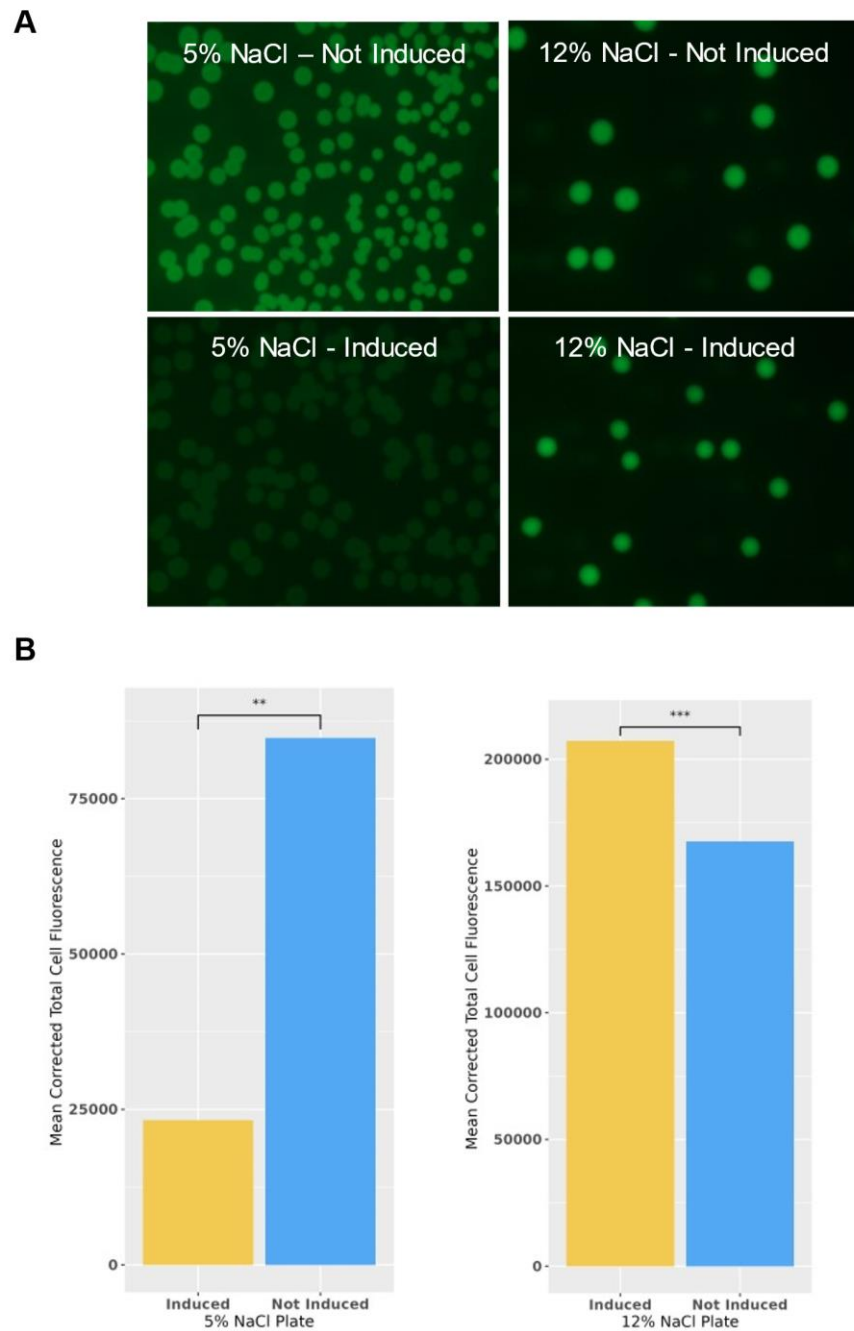 A
5% NaCl – Not Induced
12% NaCl - Not Induced
5% NaCl - Induced
12% NaCl - Induced
B
Mean Corrected Total Cell Fluorescence
75000
50000
25000
0
**
Induced
Not Induced
5% NaCl Plate
Mean Corrected Total Cell Fluorescence
200000
150000
100000
50000
0
***
Induced
Not Induced
12% NaCl Plate